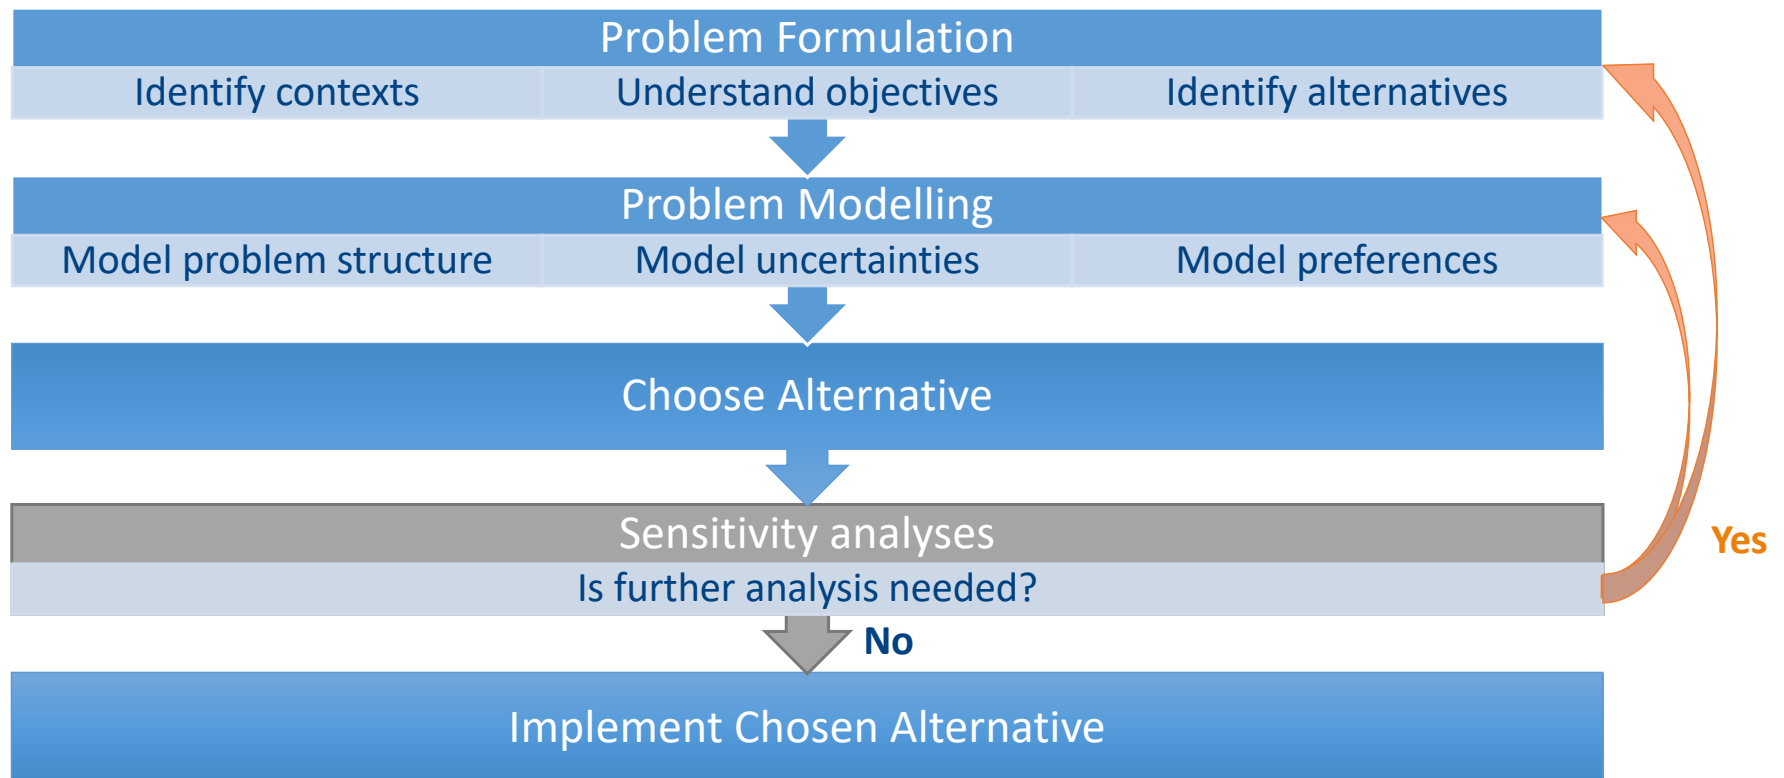 Problem Formulation
Identify contexts
Understand objectives
Identify alternatives
Problem Modelling
Model problem structure
Model uncertainties
Model preferences
Choose Alternative
Sensitivity analyses
Yes
Is further analysis needed?
No
Implement Chosen Alternative